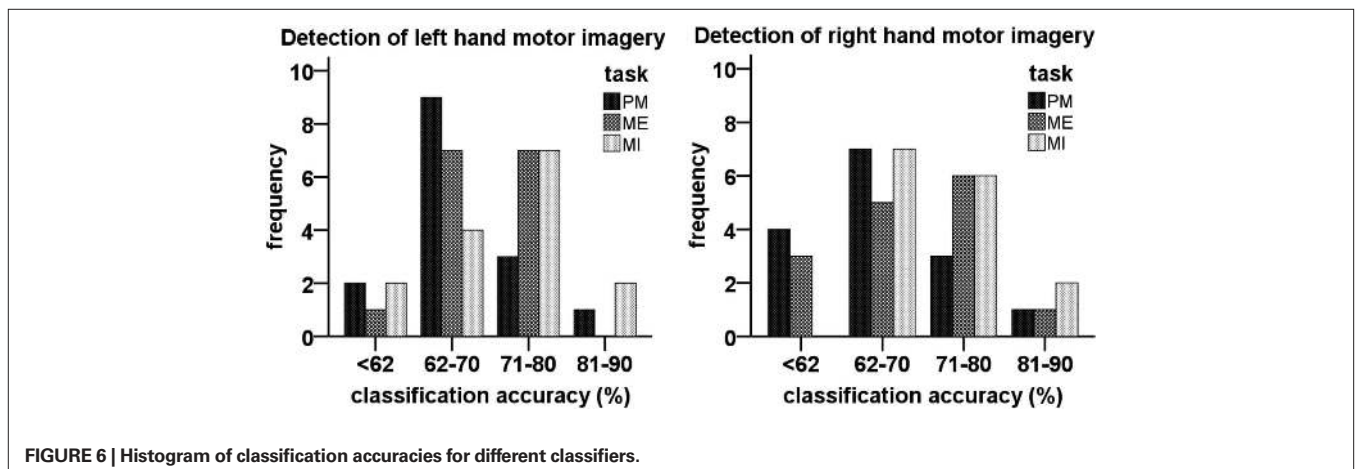 Detection of left hand motor imagery
10
8
6
4
2
0
frequency
task
PM
ME
MI
<62 62-70 71-80 81-90
classification accuracy (%)
Detection of right hand motor imagery
10
8
6
4
2
0
frequency
task
PM
ME
MI
<62 62-70 71-80 81-90
classification accuracy (%)
FIGURE 6 | Histogram of classification accuracies for different classifiers.